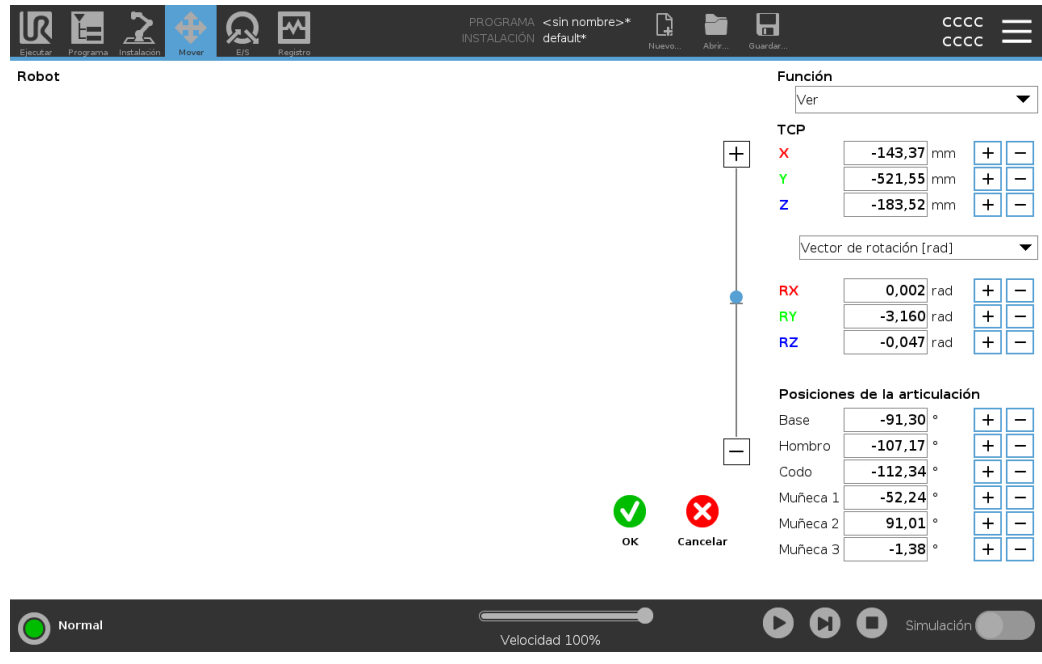 PROGRAMA <sin nombre>*
INSTALACIÓN default*
cccc
cccc
Ejecutar Programa Instalación Mover E/S Registro Nuevo... Abrir... Guardar...
Robot
Función
Ver
TCP
X -143,37 mm + −
Y -521,55 mm + −
Z -183,52 mm + −
Vector de rotación [rad]
RX 0,002 rad + −
RY -3,160 rad + −
RZ -0,047 rad + −
Posiciones de la articulación
Base -91,30 ° + −
Hombro -107,17 ° + −
Codo -112,34 ° + −
Muñeca 1 -52,24 ° + −
Muñeca 2 91,01 ° + −
Muñeca 3 -1,38 ° + −
OK Cancelar
Normal
Velocidad 100%
Simulación